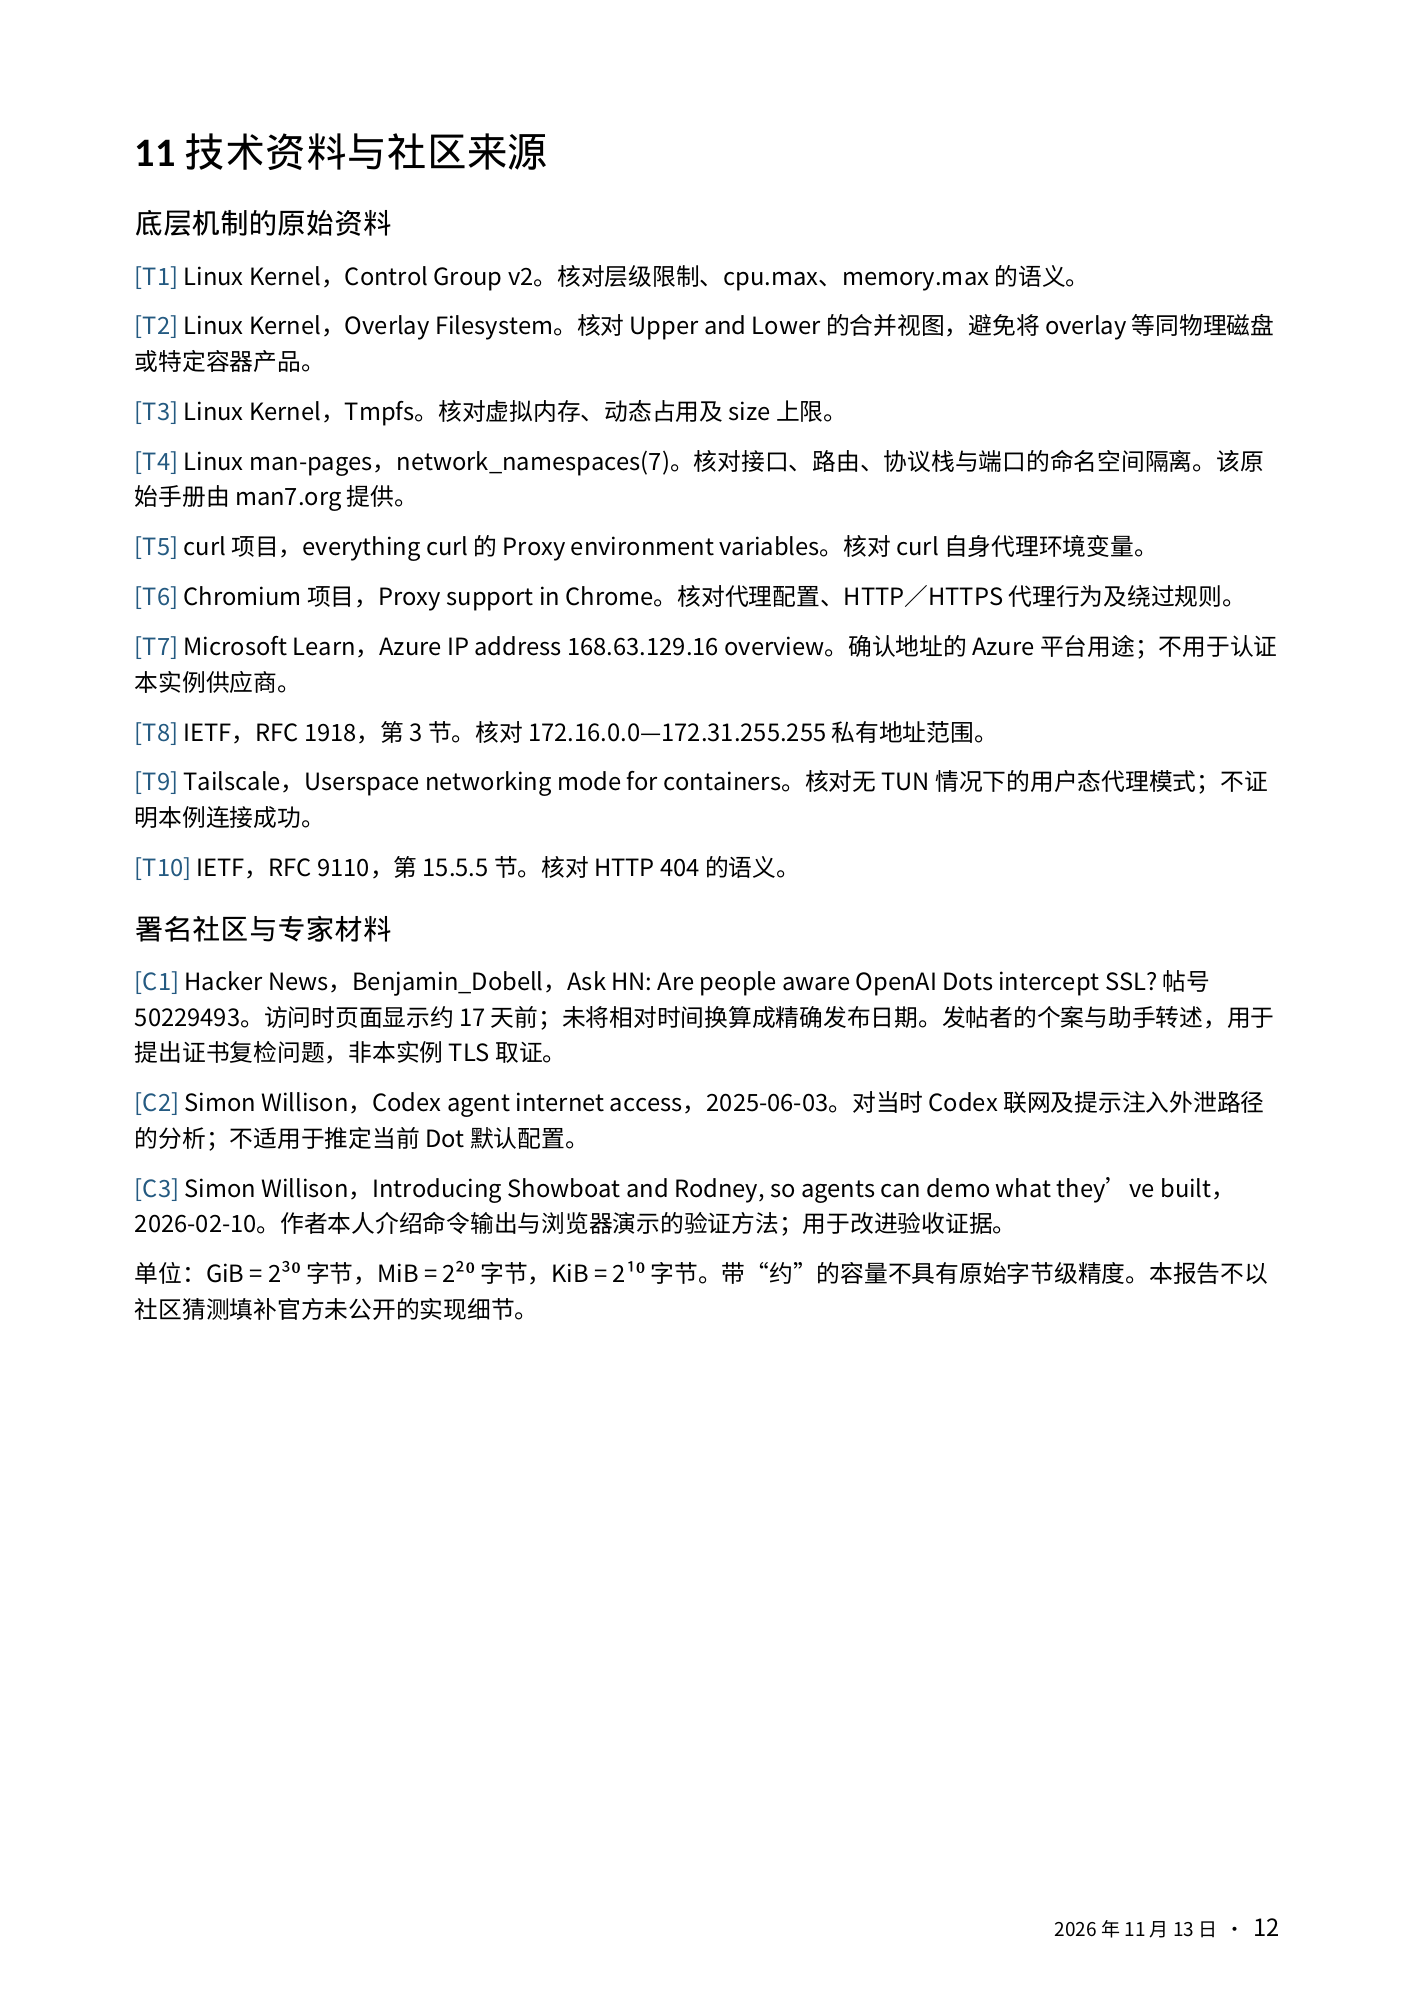 11 技术资料与社区来源
底层机制的原始资料
[T1] Linux Kernel，Control Group v2。核对层级限制、cpu.max、memory.max 的语义。
[T2] Linux Kernel，Overlay Filesystem。核对 Upper and Lower 的合并视图，避免将 overlay 等同物理磁盘
或特定容器产品。
[T3] Linux Kernel，Tmpfs。核对虚拟内存、动态占用及 size 上限。
[T4] Linux man-pages，network_namespaces(7)。核对接口、路由、协议栈与端口的命名空间隔离。该原
始手册由 man7.org 提供。
[T5] curl 项目，everything curl 的 Proxy environment variables。核对 curl 自身代理环境变量。
[T6] Chromium 项目，Proxy support in Chrome。核对代理配置、HTTP／HTTPS 代理行为及绕过规则。
[T7] Microsoft Learn，Azure IP address 168.63.129.16 overview。确认地址的 Azure 平台用途；不用于认证
本实例供应商。
[T8] IETF，RFC 1918，第 3 节。核对 172.16.0.0—172.31.255.255 私有地址范围。
[T9] Tailscale，Userspace networking mode for containers。核对无 TUN 情况下的用户态代理模式；不证
明本例连接成功。
[T10] IETF，RFC 9110，第 15.5.5 节。核对 HTTP 404 的语义。
署名社区与专家材料
[C1] Hacker News，Benjamin_Dobell，Ask HN: Are people aware OpenAI Dots intercept SSL? 帖号
50229493。访问时页面显示约 17 天前；未将相对时间换算成精确发布日期。发帖者的个案与助手转述，用于
提出证书复检问题，非本实例 TLS 取证。
[C2] Simon Willison，Codex agent internet access，2025-06-03。对当时 Codex 联网及提示注入外泄路径
的分析；不适用于推定当前 Dot 默认配置。
[C3] Simon Willison，Introducing Showboat and Rodney, so agents can demo what they’ve built，
2026-02-10。作者本人介绍命令输出与浏览器演示的验证方法；用于改进验收证据。
单位：GiB = 2³⁰ 字节，MiB = 2²⁰ 字节，KiB = 2¹⁰ 字节。带“约”的容量不具有原始字节级精度。本报告不以
社区猜测填补官方未公开的实现细节。
2026 年 11 月 13 日 · 12